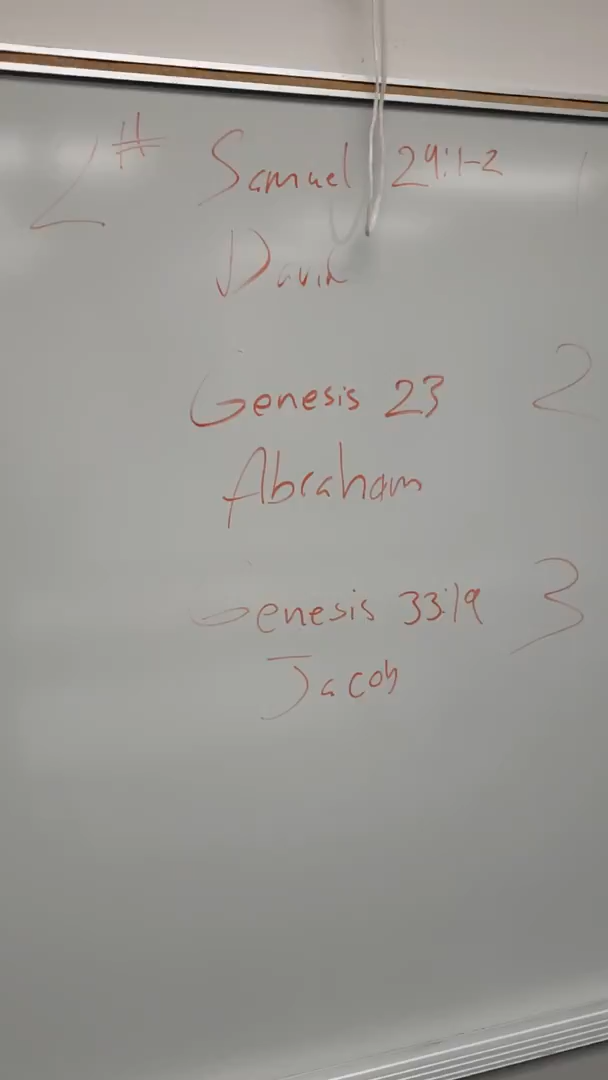 2# Samuel 24:1-2 1
David
Genesis 23 2
Abraham
Genesis 33:19 3
Jacob